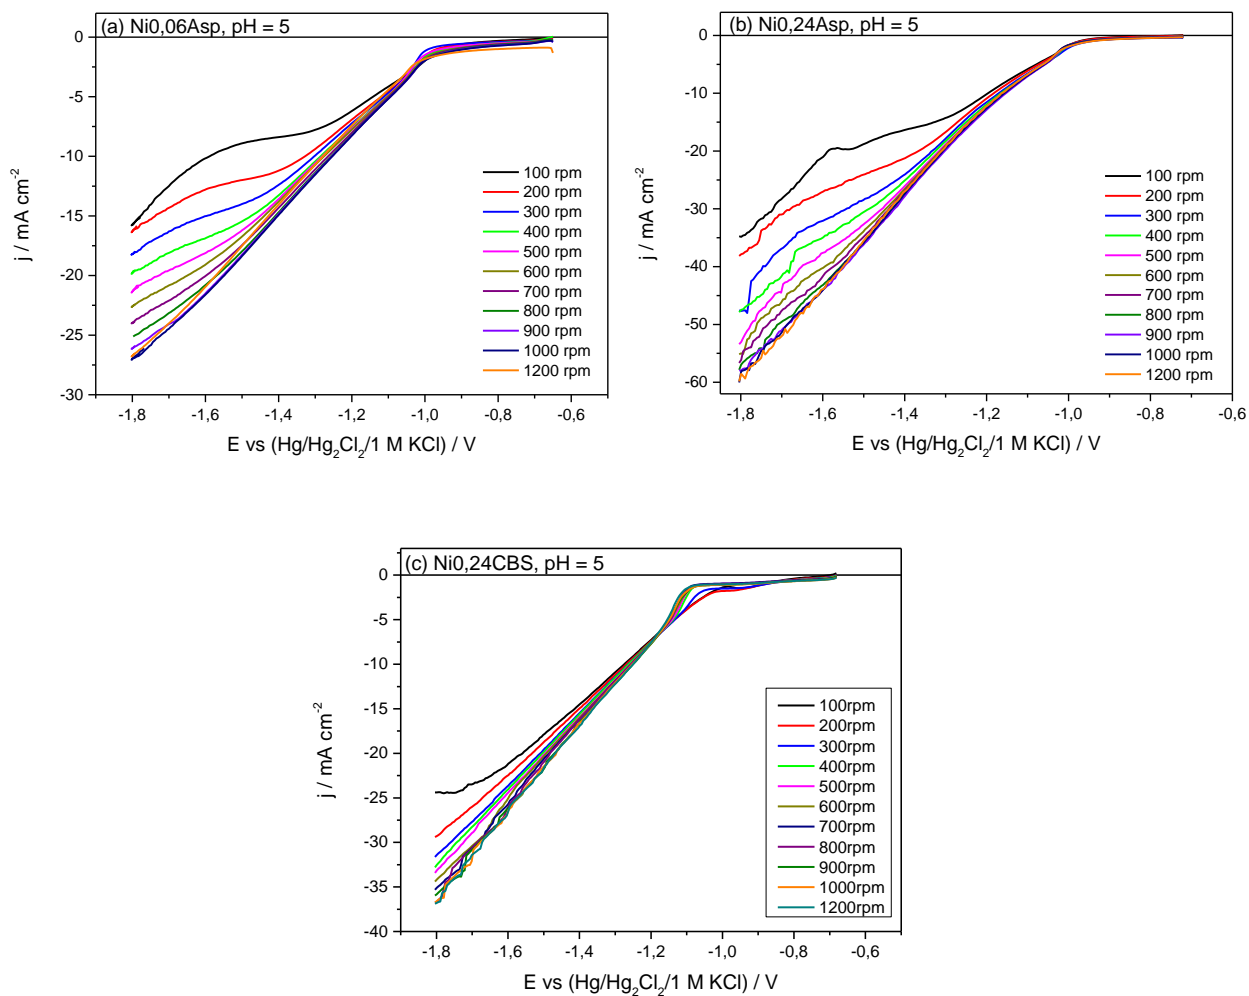 (a) Ni0,06Asp, pH = 5
0
-5
-10
-15
-20
-25
-30
j / mA cm-2
100 rpm
200 rpm
300 rpm
400 rpm
500 rpm
600 rpm
700 rpm
800 rpm
900 rpm
1000 rpm
1200 rpm
-1,8 -1,6 -1,4 -1,2 -1,0 -0,8 -0,6
E vs (Hg/Hg2Cl2/1 M KCl) / V
(b) Ni0,24Asp, pH = 5
0
-10
-20
-30
-40
-50
-60
j / mA cm-2
100 rpm
200 rpm
300 rpm
400 rpm
500 rpm
600 rpm
700 rpm
800 rpm
900 rpm
1000 rpm
1200 rpm
-1,8 -1,6 -1,4 -1,2 -1,0 -0,8 -0,6
E vs (Hg/Hg2Cl2/1 M KCl) / V
(c) Ni0,24CBS, pH = 5
0
-5
-10
-15
-20
-25
-30
-35
-40
j / mA cm-2
100rpm
200rpm
300rpm
400rpm
500rpm
600rpm
700rpm
800rpm
900rpm
1000rpm
1200rpm
-1,8 -1,6 -1,4 -1,2 -1,0 -0,8 -0,6
E vs (Hg/Hg2Cl2/1 M KCl) / V